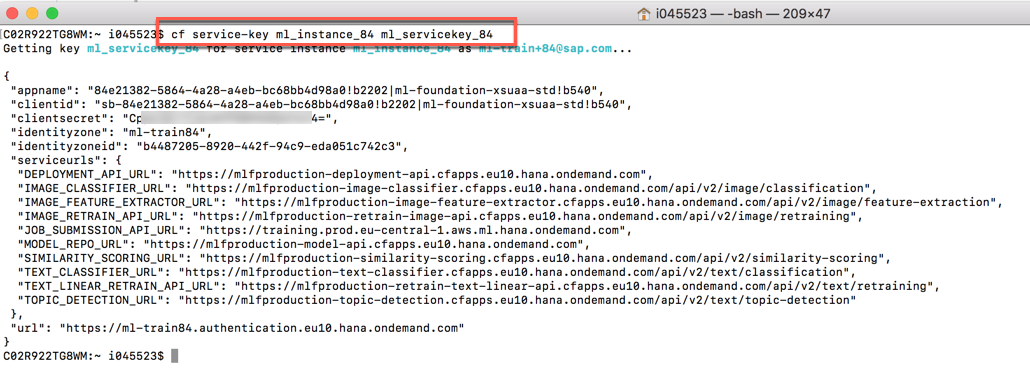 i045523 — -bash — 209×47
C02R922TG8WM:~ i045523$ cf service-key ml_instance_84 ml_servicekey_84
Getting key ml_servicekey_84 for service instance ml_instance_84 as ml-train+84@sap.com...
{
"appname": "84e21382-5864-4a28-a4eb-bc68bb4d98a0!b2202|ml-foundation-xsuaa-std!b540",
"clientid": "sb-84e21382-5864-4a28-a4eb-bc68bb4d98a0!b2202|ml-foundation-xsuaa-std!b540",
"clientsecret": "Cp 4=",
"identityzone": "ml-train84",
"identityzoneid": "b4487205-8920-442f-94c9-eda051c742c3",
"serviceurls": {
"DEPLOYMENT_API_URL": "https://mlfproduction-deployment-api.cfapps.eu10.hana.ondemand.com",
"IMAGE_CLASSIFIER_URL": "https://mlfproduction-image-classifier.cfapps.eu10.hana.ondemand.com/api/v2/image/classification",
"IMAGE_FEATURE_EXTRACTOR_URL": "https://mlfproduction-image-feature-extractor.cfapps.eu10.hana.ondemand.com/api/v2/image/feature-extraction",
"IMAGE_RETRAIN_API_URL": "https://mlfproduction-retrain-image-api.cfapps.eu10.hana.ondemand.com/api/v2/image/retraining",
"JOB_SUBMISSION_API_URL": "https://training.prod.eu-central-1.aws.ml.hana.ondemand.com",
"MODEL_REPO_URL": "https://mlfproduction-model-api.cfapps.eu10.hana.ondemand.com",
"SIMILARITY_SCORING_URL": "https://mlfproduction-similarity-scoring.cfapps.eu10.hana.ondemand.com/api/v2/similarity-scoring",
"TEXT_CLASSIFIER_URL": "https://mlfproduction-text-classifier.cfapps.eu10.hana.ondemand.com/api/v2/text/classification",
"TEXT_LINEAR_RETRAIN_API_URL": "https://mlfproduction-retrain-text-linear-api.cfapps.eu10.hana.ondemand.com/api/v2/text/retraining",
"TOPIC_DETECTION_URL": "https://mlfproduction-topic-detection.cfapps.eu10.hana.ondemand.com/api/v2/text/topic-detection"
},
"url": "https://ml-train84.authentication.eu10.hana.ondemand.com"
}
C02R922TG8WM:~ i045523$